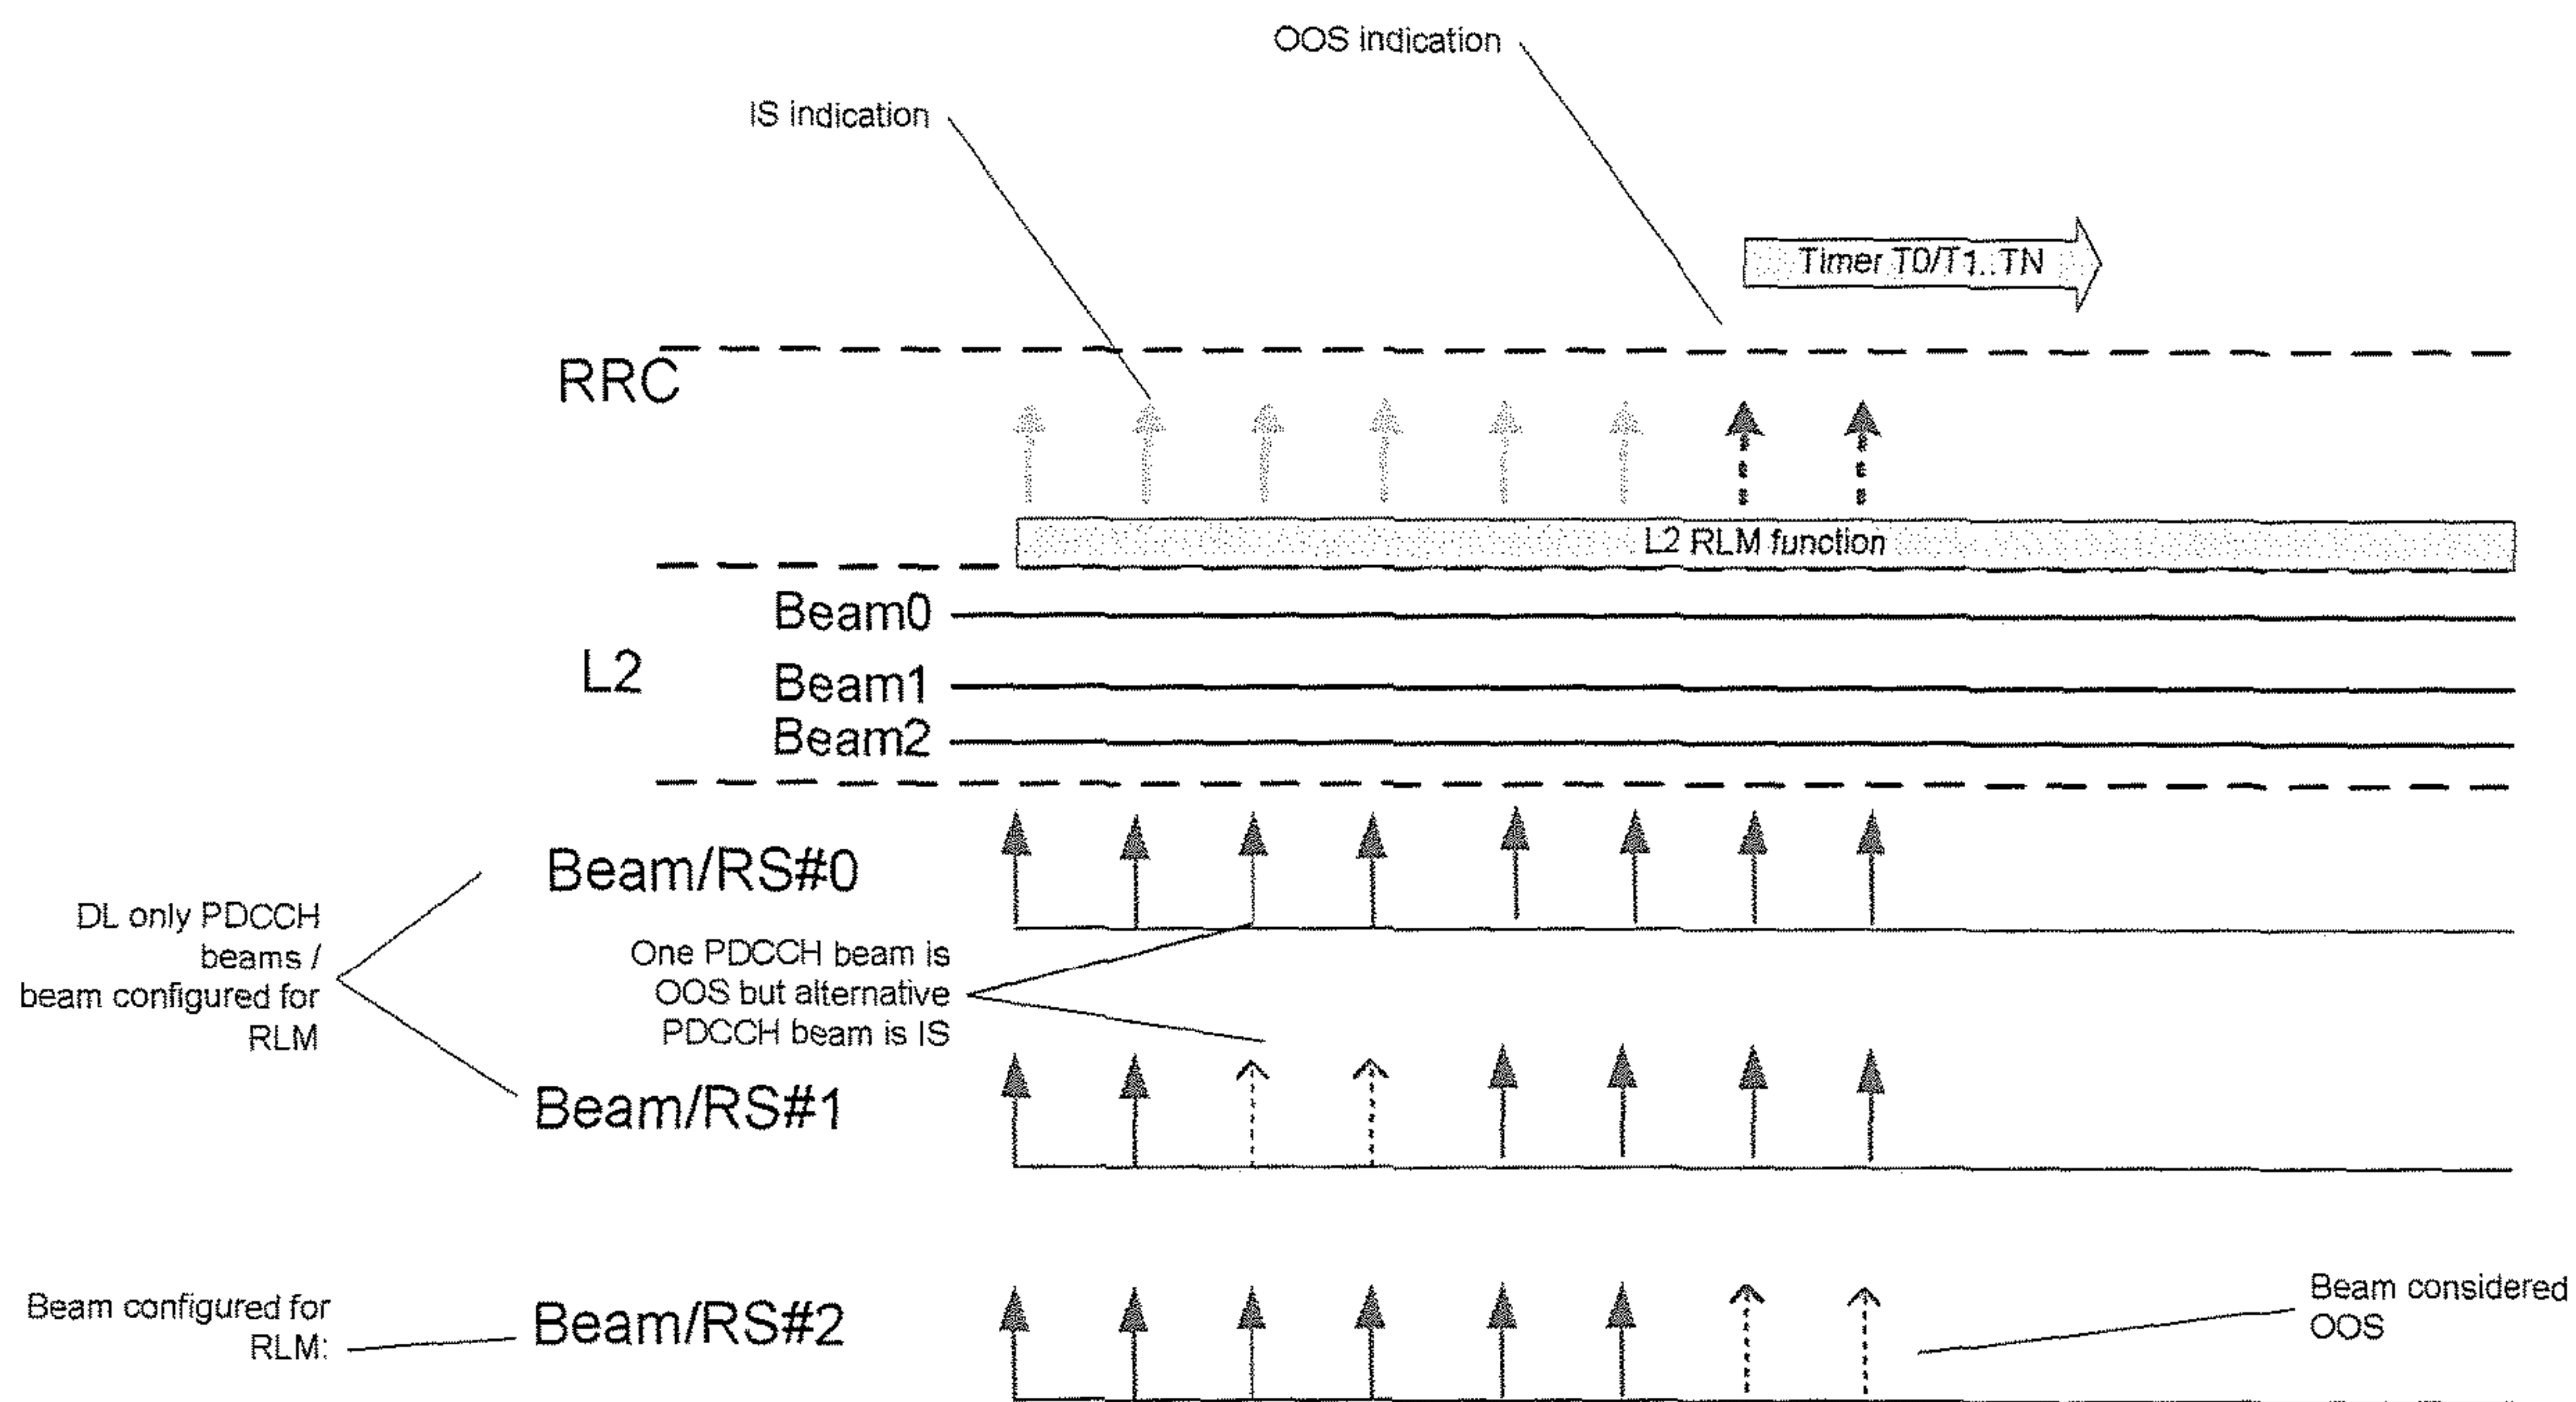 OOS indication
IS indication
Timer T0/T1..TN
RRC
L2 RLM function
Beam0
L2
Beam1
Beam2
Beam/RS#0
DL only PDCCH
beams /
beam configured for
RLM
One PDCCH beam is
OOS but alternative
PDCCH beam is IS
Beam/RS#1
Beam configured for
RLM:
Beam/RS#2
Beam considered
OOS